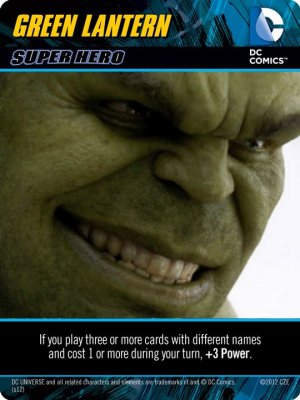 GREEN LANTERN
SUPER HERO
DC
COMICS™
If you play three or more cards with different names
and cost 1 or more during your turn, +3 Power.
DC UNIVERSE and all related characters and elements are trademarks of and © DC Comics.
(s12)
©2012 CZE